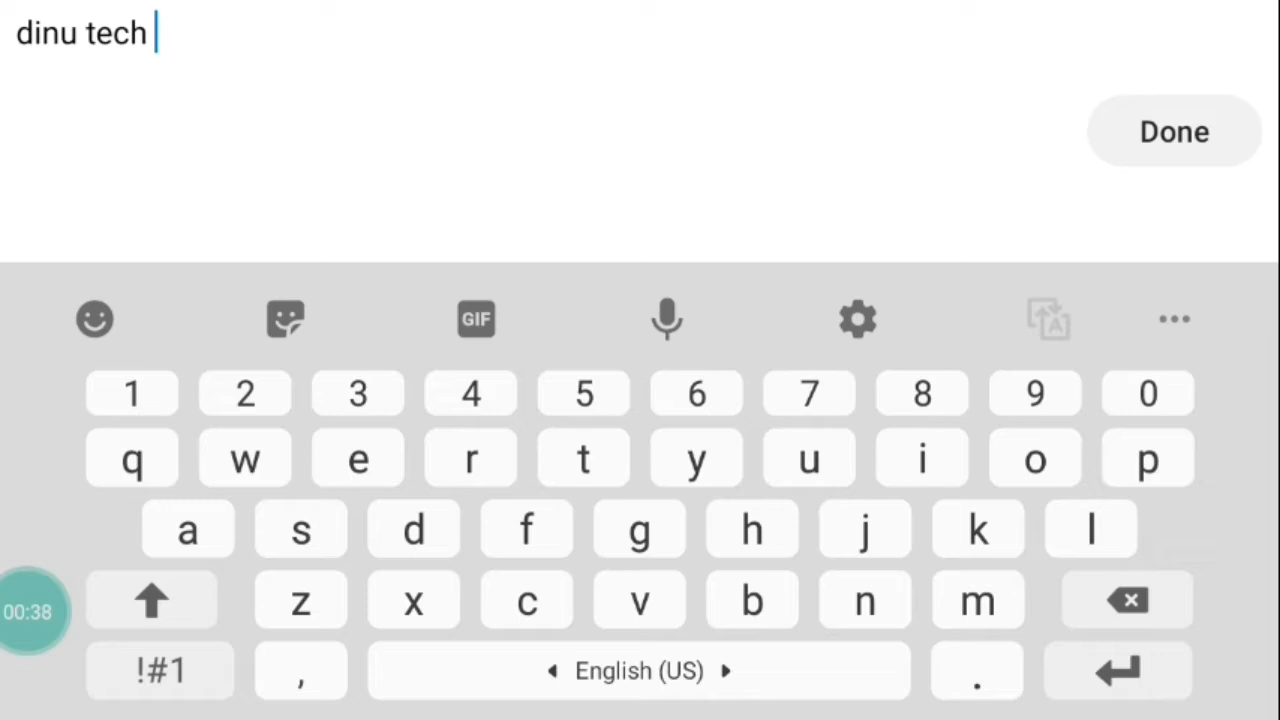 dinu tech
Done
GIF
1 2 3 4 5 6 7 8 9 0
q w e r t y u i o p
a s d f g h j k l
00:38
z x c v b n m
!#1 , English (US) .